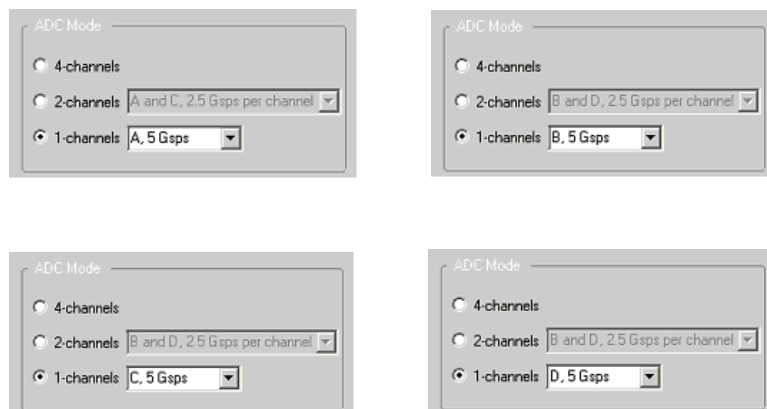 ADC Mode
4-channels
2-channels A and C, 2.5 Gsps per channel
1-channels A, 5 Gsps
ADC Mode
4-channels
2-channels B and D, 2.5 Gsps per channel
1-channels B, 5 Gsps
ADC Mode
4-channels
2-channels B and D, 2.5 Gsps per channel
1-channels C, 5 Gsps
ADC Mode
4-channels
2-channels B and D, 2.5 Gsps per channel
1-channels D, 5 Gsps